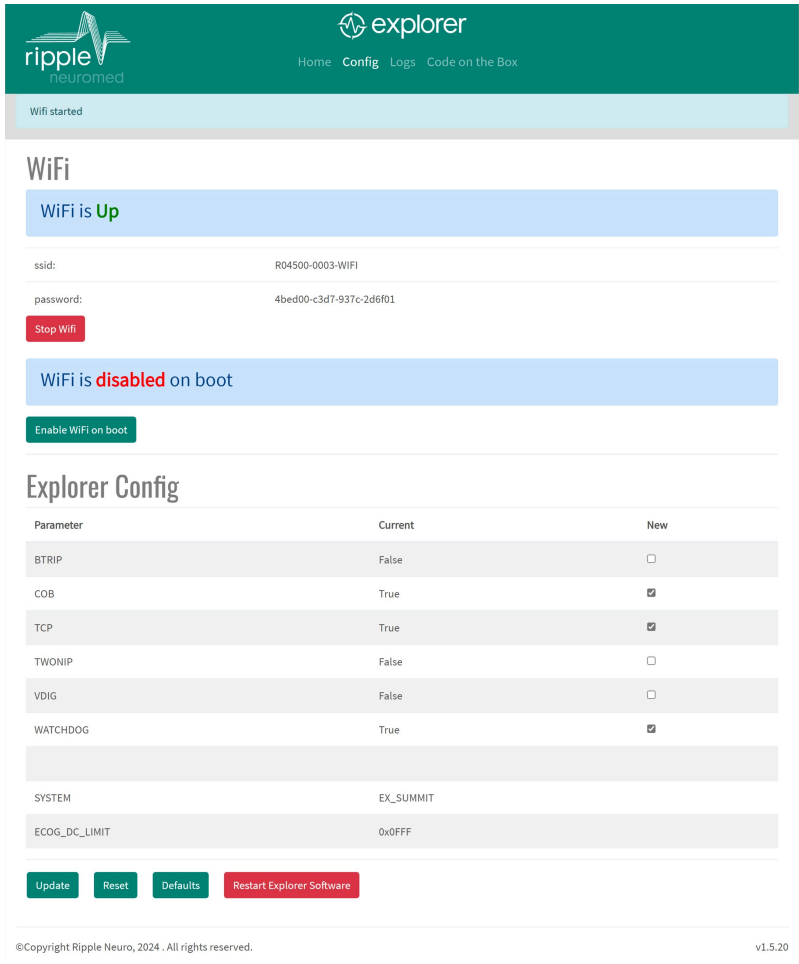 ripple
neuromed
explorer
Home Config Logs Code on the Box
Wifi started
WiFi
WiFi is Up
ssid: R04500-0003-WIFI
password: 4bed00-c3d7-937c-2d6f01
Stop Wifi
WiFi is disabled on boot
Enable WiFi on boot
Explorer Config
Parameter Current New
BTRIP False
COB True
TCP True
TWONIP False
VDIG False
WATCHDOG True
SYSTEM EX_SUMMIT
ECOG_DC_LIMIT 0x0FFF
Update Reset Defaults Restart Explorer Software
©Copyright Ripple Neuro, 2024 . All rights reserved. v1.5.20